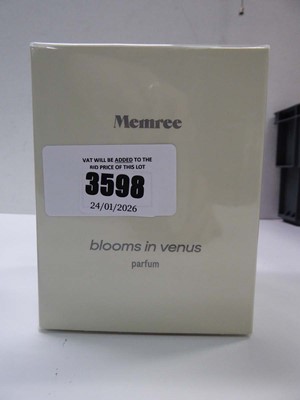 Memree
VAT WILL BE ADDED TO THE
BID PRICE OF THIS LOT
3598
24/01/2026
blooms in venus
parfum